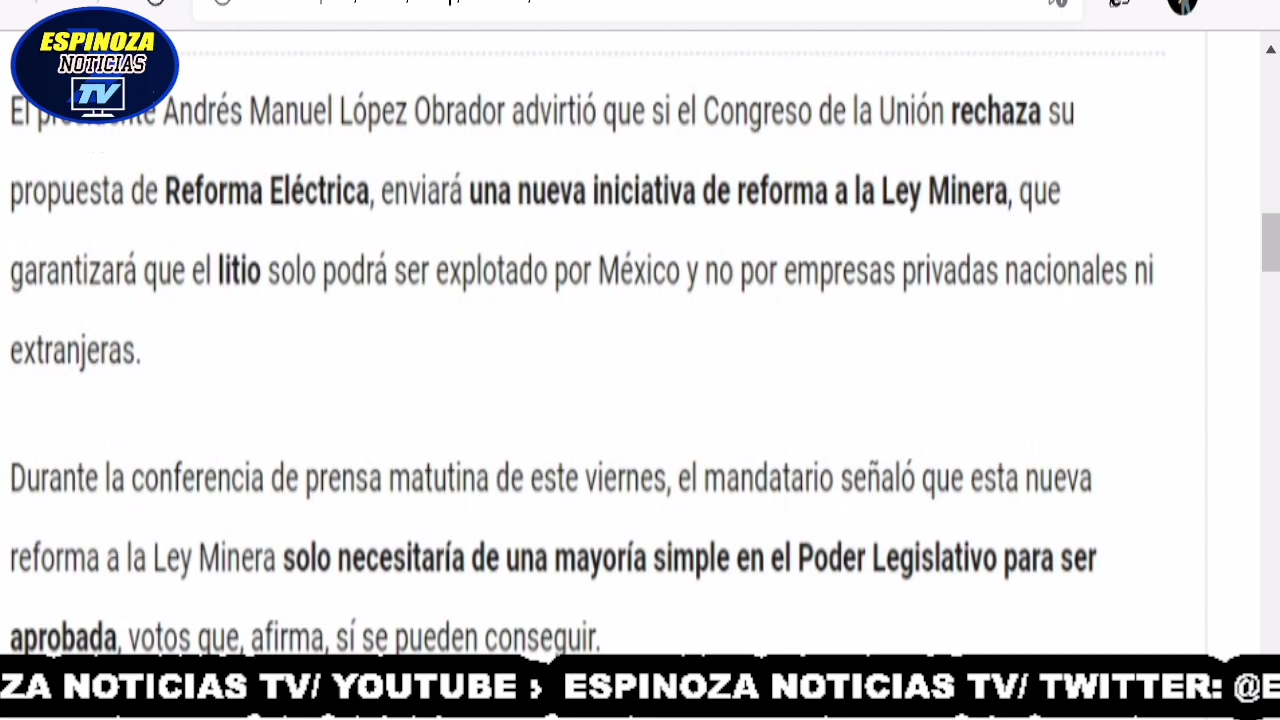 ESPINOZA
NOTICIAS
TV
El Andrés Manuel López Obrador advirtió que si el Congreso de la Unión rechaza su
propuesta de Reforma Eléctrica, enviará una nueva iniciativa de reforma a la Ley Minera, que
garantizará que el litio solo podrá ser explotado por México y no por empresas privadas nacionales ni
extranjeras.
Durante la conferencia de prensa matutina de este viernes, el mandatario señaló que esta nueva
reforma a la Ley Minera solo necesitaría de una mayoría simple en el Poder Legislativo para ser
aprobada, votos que, afirma, sí se pueden conseguir.
ZA NOTICIAS TV/ YOUTUBE › ESPINOZA NOTICIAS TV/ TWITTER: @E